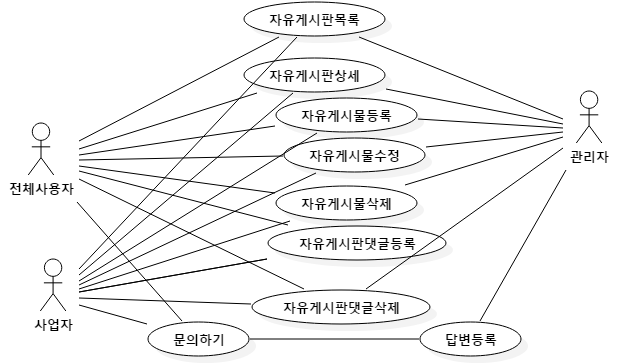 자유게시판목록
자유게시판상세
자유게시물등록
자유게시물수정
전체사용자
관리자
자유게시물삭제
자유게시판댓글등록
자유게시판댓글삭제
사업자
문의하기
답변등록